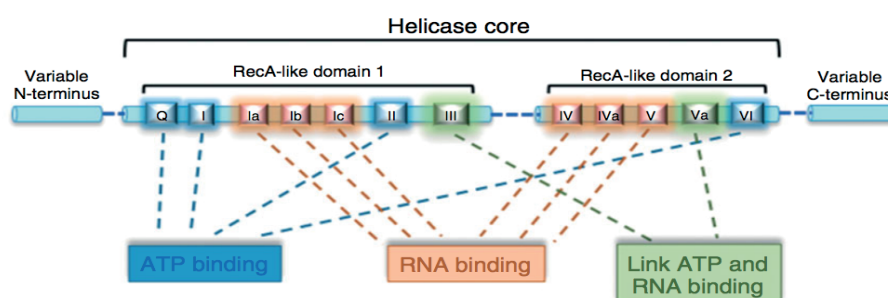 Helicase core
Variable
N-terminus
RecA-like domain 1
RecA-like domain 2
Variable
C-terminus
Q I Ia Ib Ic II III IV IVa V Va VI
ATP binding
RNA binding
Link ATP and
RNA binding